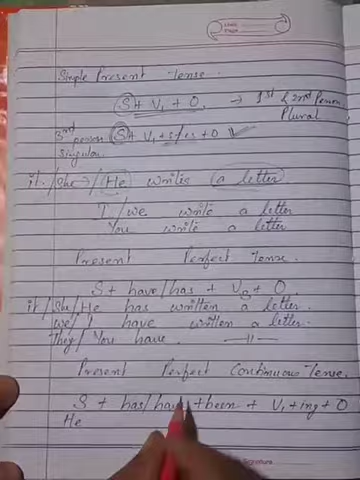 Simple Present Tense.
S + V1 + O. → 1st & 2nd Person
Plural
3rd person singular S + V1 + s/es + O
it / She / He writes a letter
I / we write a letter
You write a letter
Present Perfect Tense.
S + have/has + V3 + O.
it / She / He has written a letter.
we / I have written a letter.
They / You have. —〃—
Present Perfect Continuous Tense.
S + has/have + been + V1 + ing + O
He